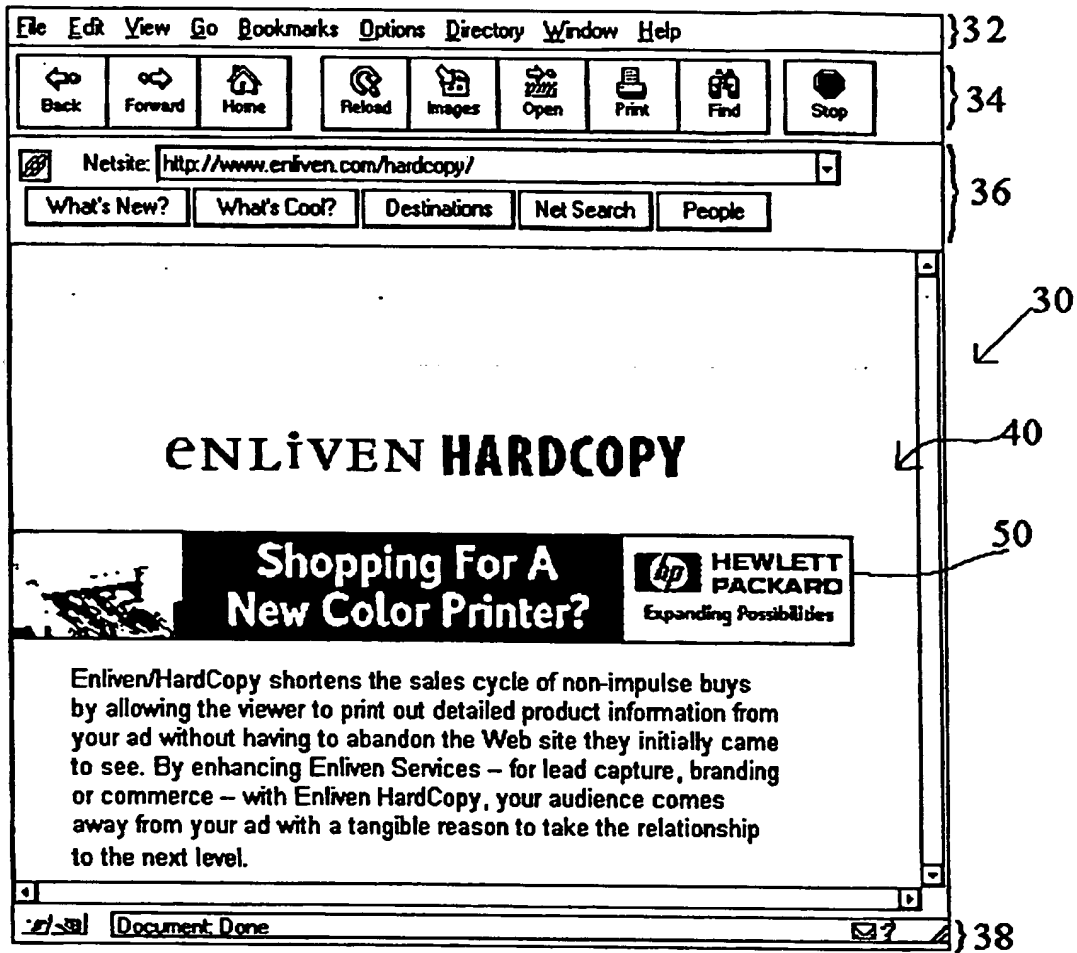 File Edit View Go Bookmarks Options Directory Window Help }32
Back Forward Home Reload Images Open Print Find Stop } 34
Netsite: http://www.enliven.com/hardcopy/
What's New? What's Cool? Destinations Net Search People } 36
30
eNLiVEN HARDCOPY 40
50
Shopping For A
New Color Printer?
hp HEWLETT
PACKARD
Expanding Possibilities
Enliven/HardCopy shortens the sales cycle of non-impulse buys
by allowing the viewer to print out detailed product information from
your ad without having to abandon the Web site they initially came
to see. By enhancing Enliven Services – for lead capture, branding
or commerce – with Enliven HardCopy, your audience comes
away from your ad with a tangible reason to take the relationship
to the next level.
Document: Done ? }38